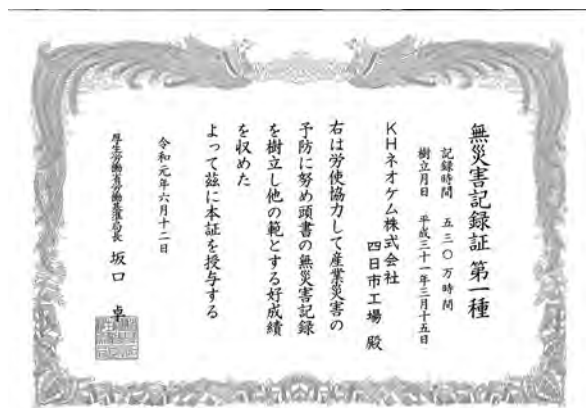 無災害記録証 第一種
記録時間 五三〇万時間
樹立月日 平成三十一年三月十五日
KHネオケム株式会社
四日市工場 殿
右は労使協力して産業災害の
予防に努め頭書の無災害記録
を樹立し他の範とする好成績
を収めた
よって茲に本証を授与する
令和元年六月十二日
厚生労働省労働基準局長 坂口 卓